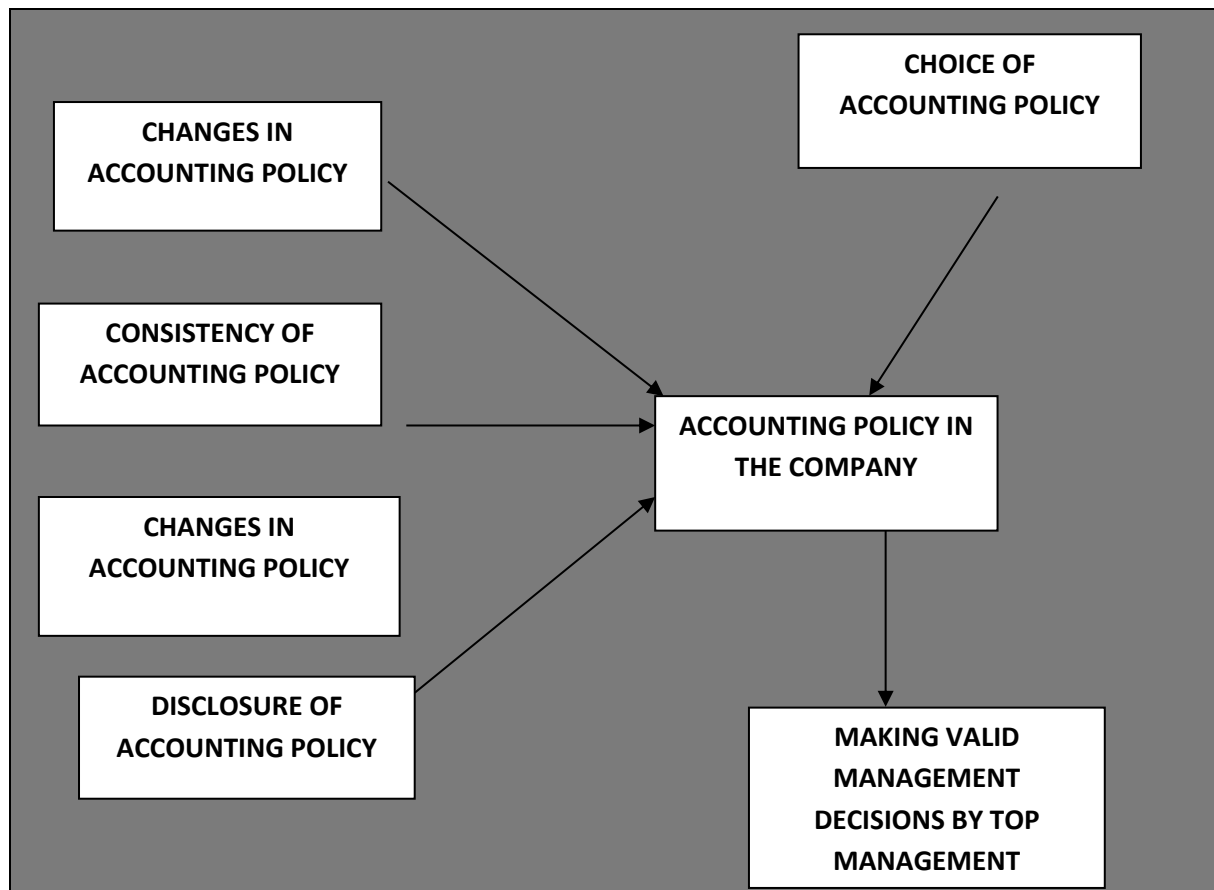 CHOICE OF
ACCOUNTING POLICY
CHANGES IN
ACCOUNTING POLICY
CONSISTENCY OF
ACCOUNTING POLICY
ACCOUNTING POLICY IN
THE COMPANY
CHANGES IN
ACCOUNTING POLICY
DISCLOSURE OF
ACCOUNTING POLICY
MAKING VALID
MANAGEMENT
DECISIONS BY TOP
MANAGEMENT